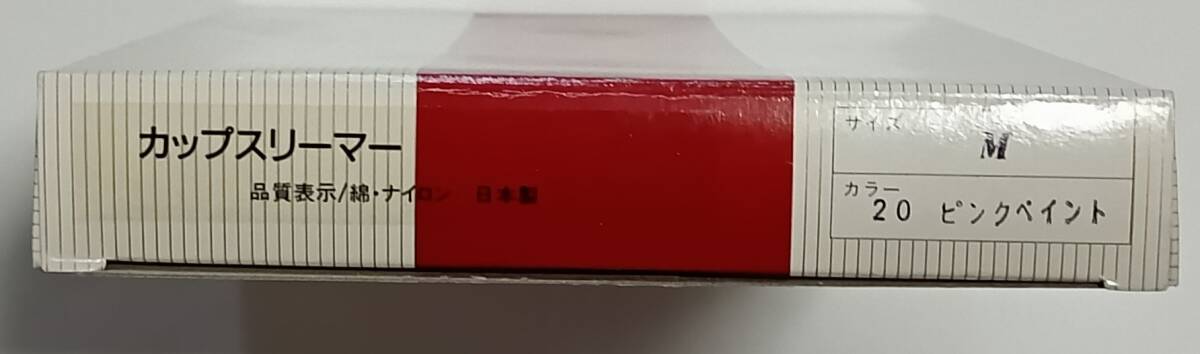 カップスリーマー
品質表示/綿・ナイロン 日本製
サイズ
M
カラー
20 ピンクペイント